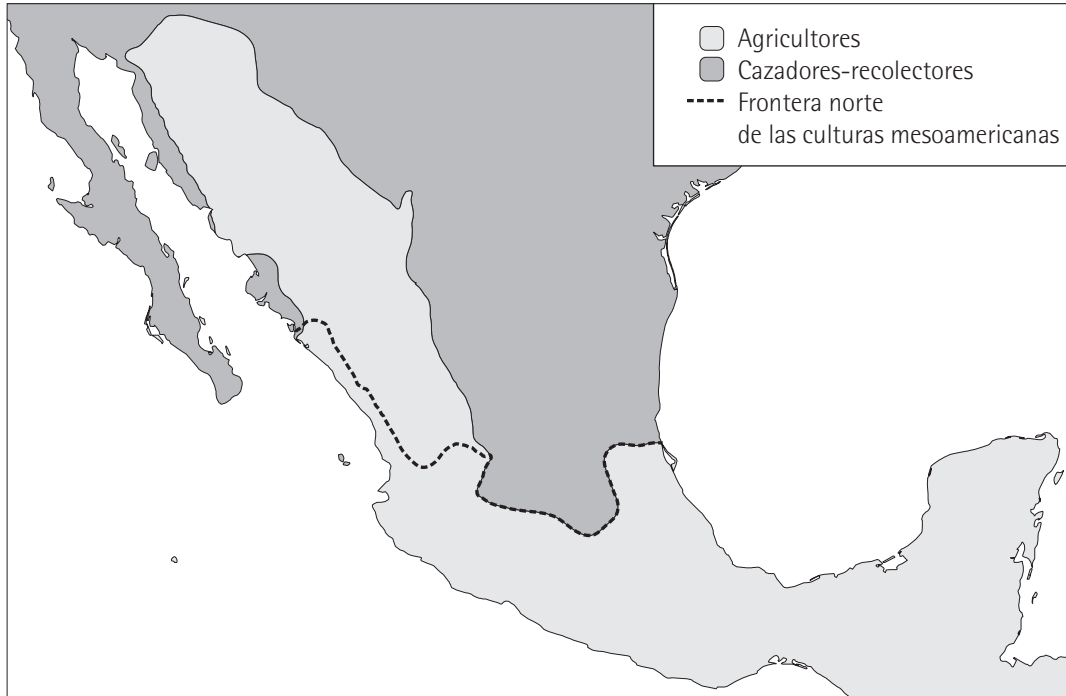 Agricultores
Cazadores-recolectores
Frontera norte
de las culturas mesoamericanas